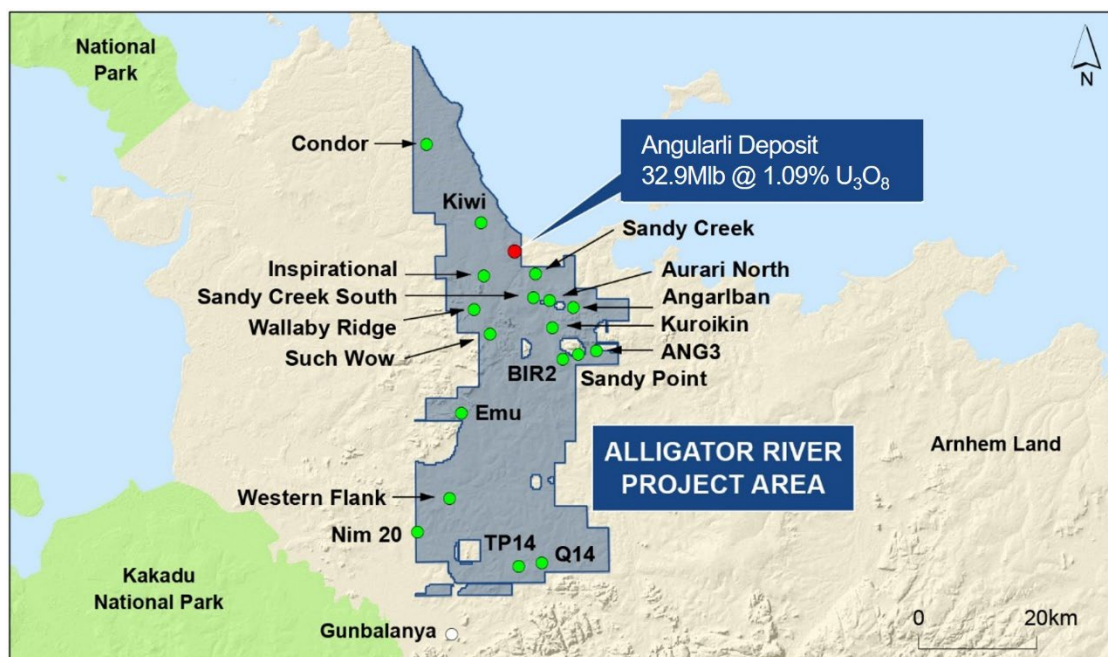 National
Park
N
Condor
Angularli Deposit
32.9Mlb @ 1.09% U₃O₈
Kiwi
Sandy Creek
Inspirational
Aurari North
Sandy Creek South
Angarlban
Wallaby Ridge
Kuroikin
Such Wow
ANG3
BIR2
Sandy Point
Emu
ALLIGATOR RIVER
PROJECT AREA
Arnhem Land
Western Flank
Nim 20
TP14
Q14
Kakadu
National Park
Gunbalanya
0
20km